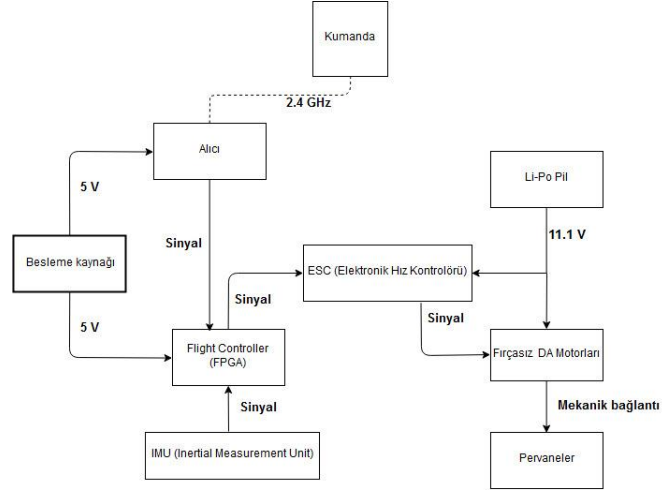 Kumanda
2.4 GHz
Alıcı
Li-Po Pil
5 V
11.1 V
Sinyal
Besleme kaynağı
ESC (Elektronik Hız Kontrolörü)
Sinyal
Sinyal
5 V
Flight Controller
(FPGA)
Fırçasız DA Motorları
Sinyal
Mekanik bağlantı
IMU (Inertial Measurement Unit)
Pervaneler